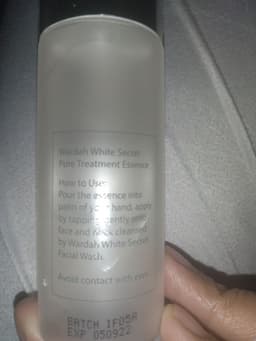 Wardah White Secret
Pure Treatment Essence
How to Use:
Pour the essence into
palm of your hand, apply
by tapping gently onto
face and neck cleansed
by Wardah White Secret
Facial Wash.
Avoid contact with eyes.
BATCH IF05A
EXP 050922